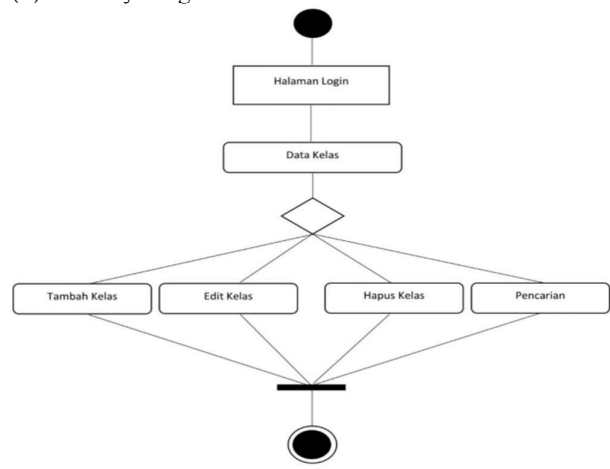 Halaman Login
Data Kelas
Tambah Kelas
Edit Kelas
Hapus Kelas
Pencarian